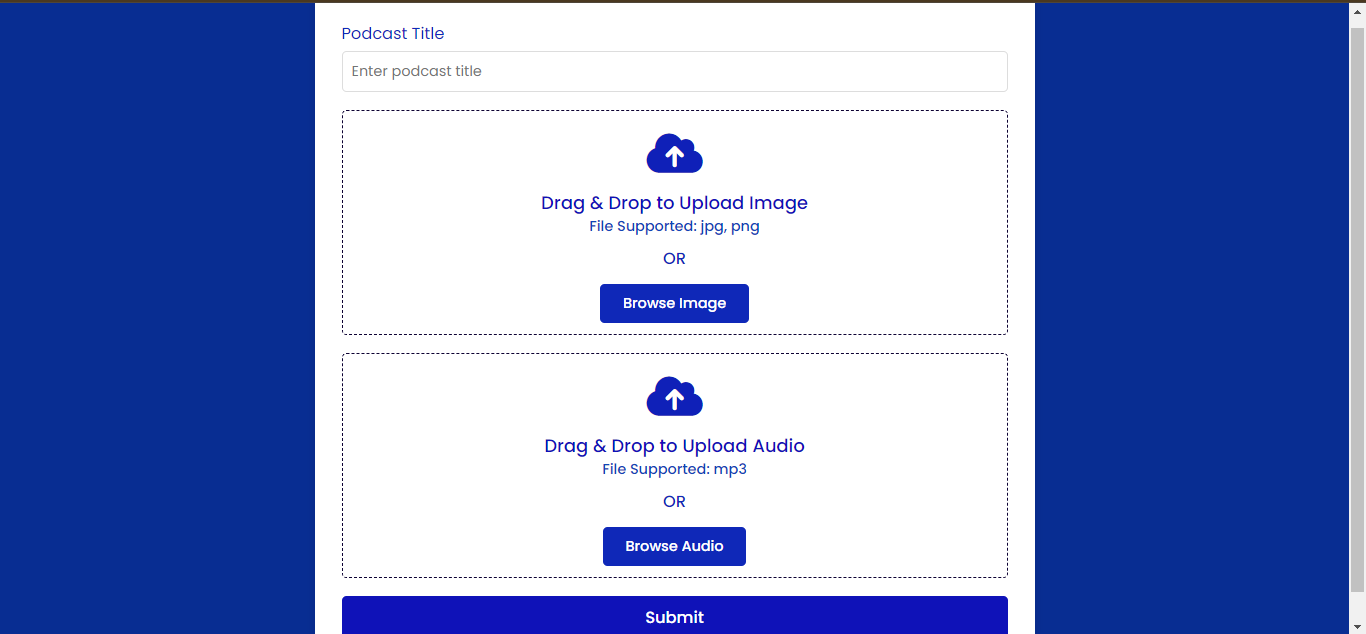 Podcast Title
Enter podcast title
Drag & Drop to Upload Image
File Supported: jpg, png
OR
Browse Image
Drag & Drop to Upload Audio
File Supported: mp3
OR
Browse Audio
Submit